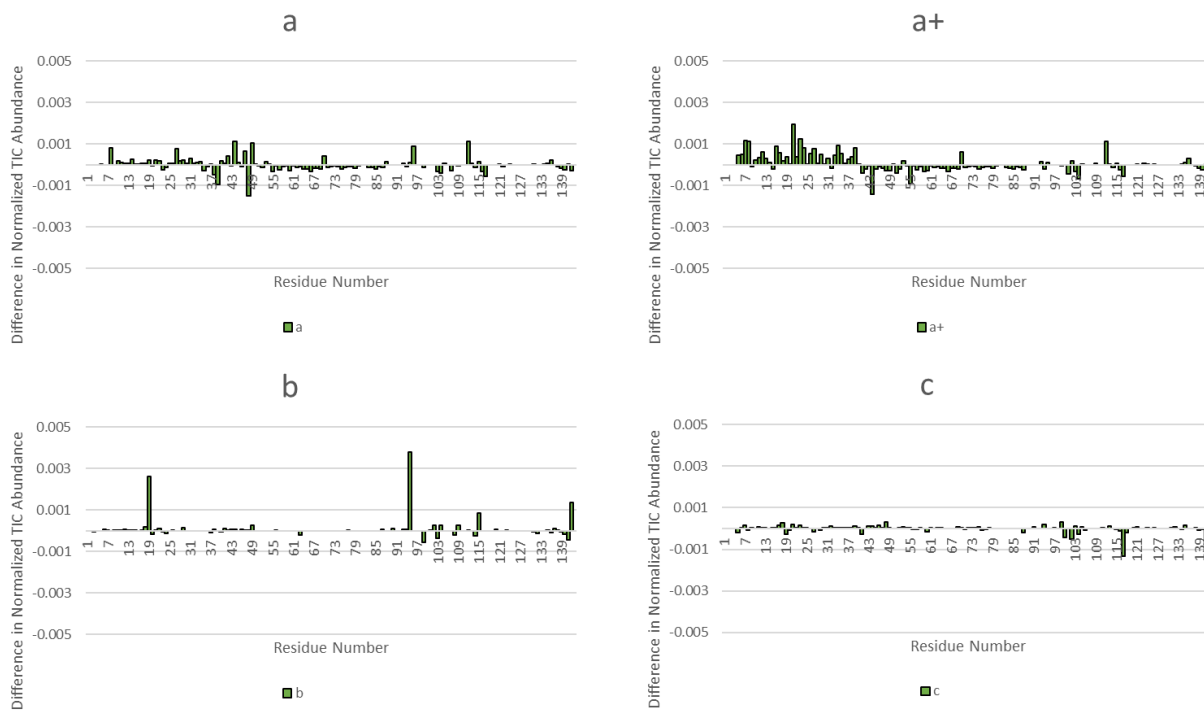 a
Difference in Normalized TIC Abundance
0.005
0.003
0.001
-0.001
-0.003
-0.005
1 7 13 19 25 31 37 43 49 55 61 67 73 79 85 91 97 103 109 115 121 127 133 139
Residue Number
a
a+
Difference in Normalized TIC Abundance
0.005
0.003
0.001
-0.001
-0.003
-0.005
1 7 13 19 25 31 37 43 49 55 61 67 73 79 85 91 97 103 109 115 121 127 133 139
Residue Number
a+
b
Difference in Normalized TIC Abundance
0.005
0.003
0.001
-0.001
-0.003
-0.005
1 7 13 19 25 31 37 43 49 55 61 67 73 79 85 91 97 103 109 115 121 127 133 139
Residue Number
b
c
Difference in Normalized TIC Abundance
0.005
0.003
0.001
-0.001
-0.003
-0.005
1 7 13 19 25 31 37 43 49 55 61 67 73 79 85 91 97 103 109 115 121 127 133 139
Residue Number
c